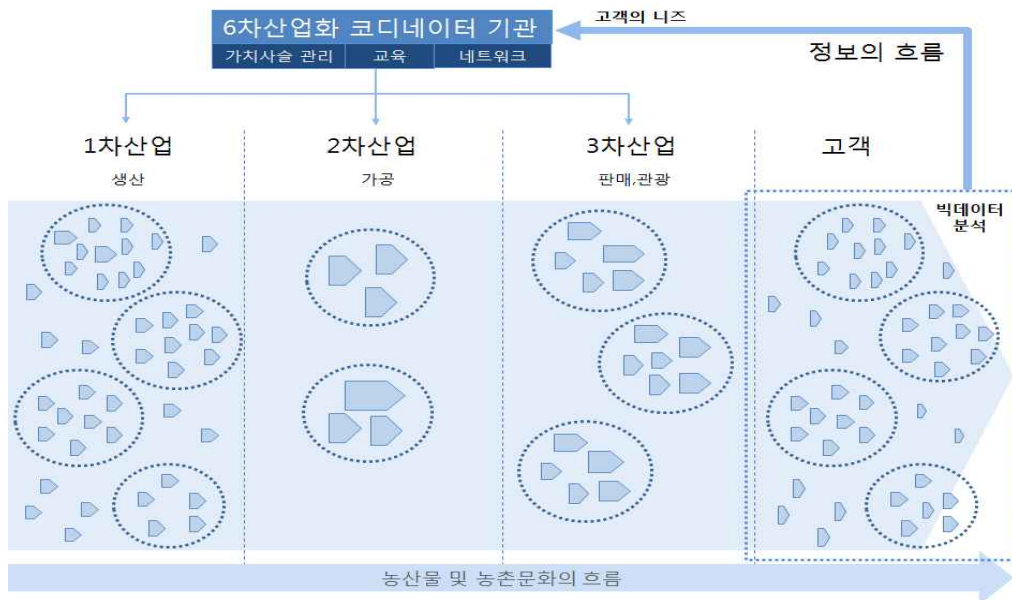 6차산업화 코디네이터 기관
가치사슬 관리 교육 네트워크
고객의 니즈
정보의 흐름
1차산업 2차산업 3차산업 고객
생산 가공 판매,관광
빅데이터
분석
농산물 및 농촌문화의 흐름